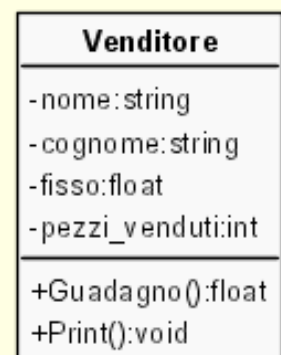 Venditore
-nome:string
-cognome:string
-fisso:float
-pezzi_venduti:int
+Guadagno():float
+Print():void